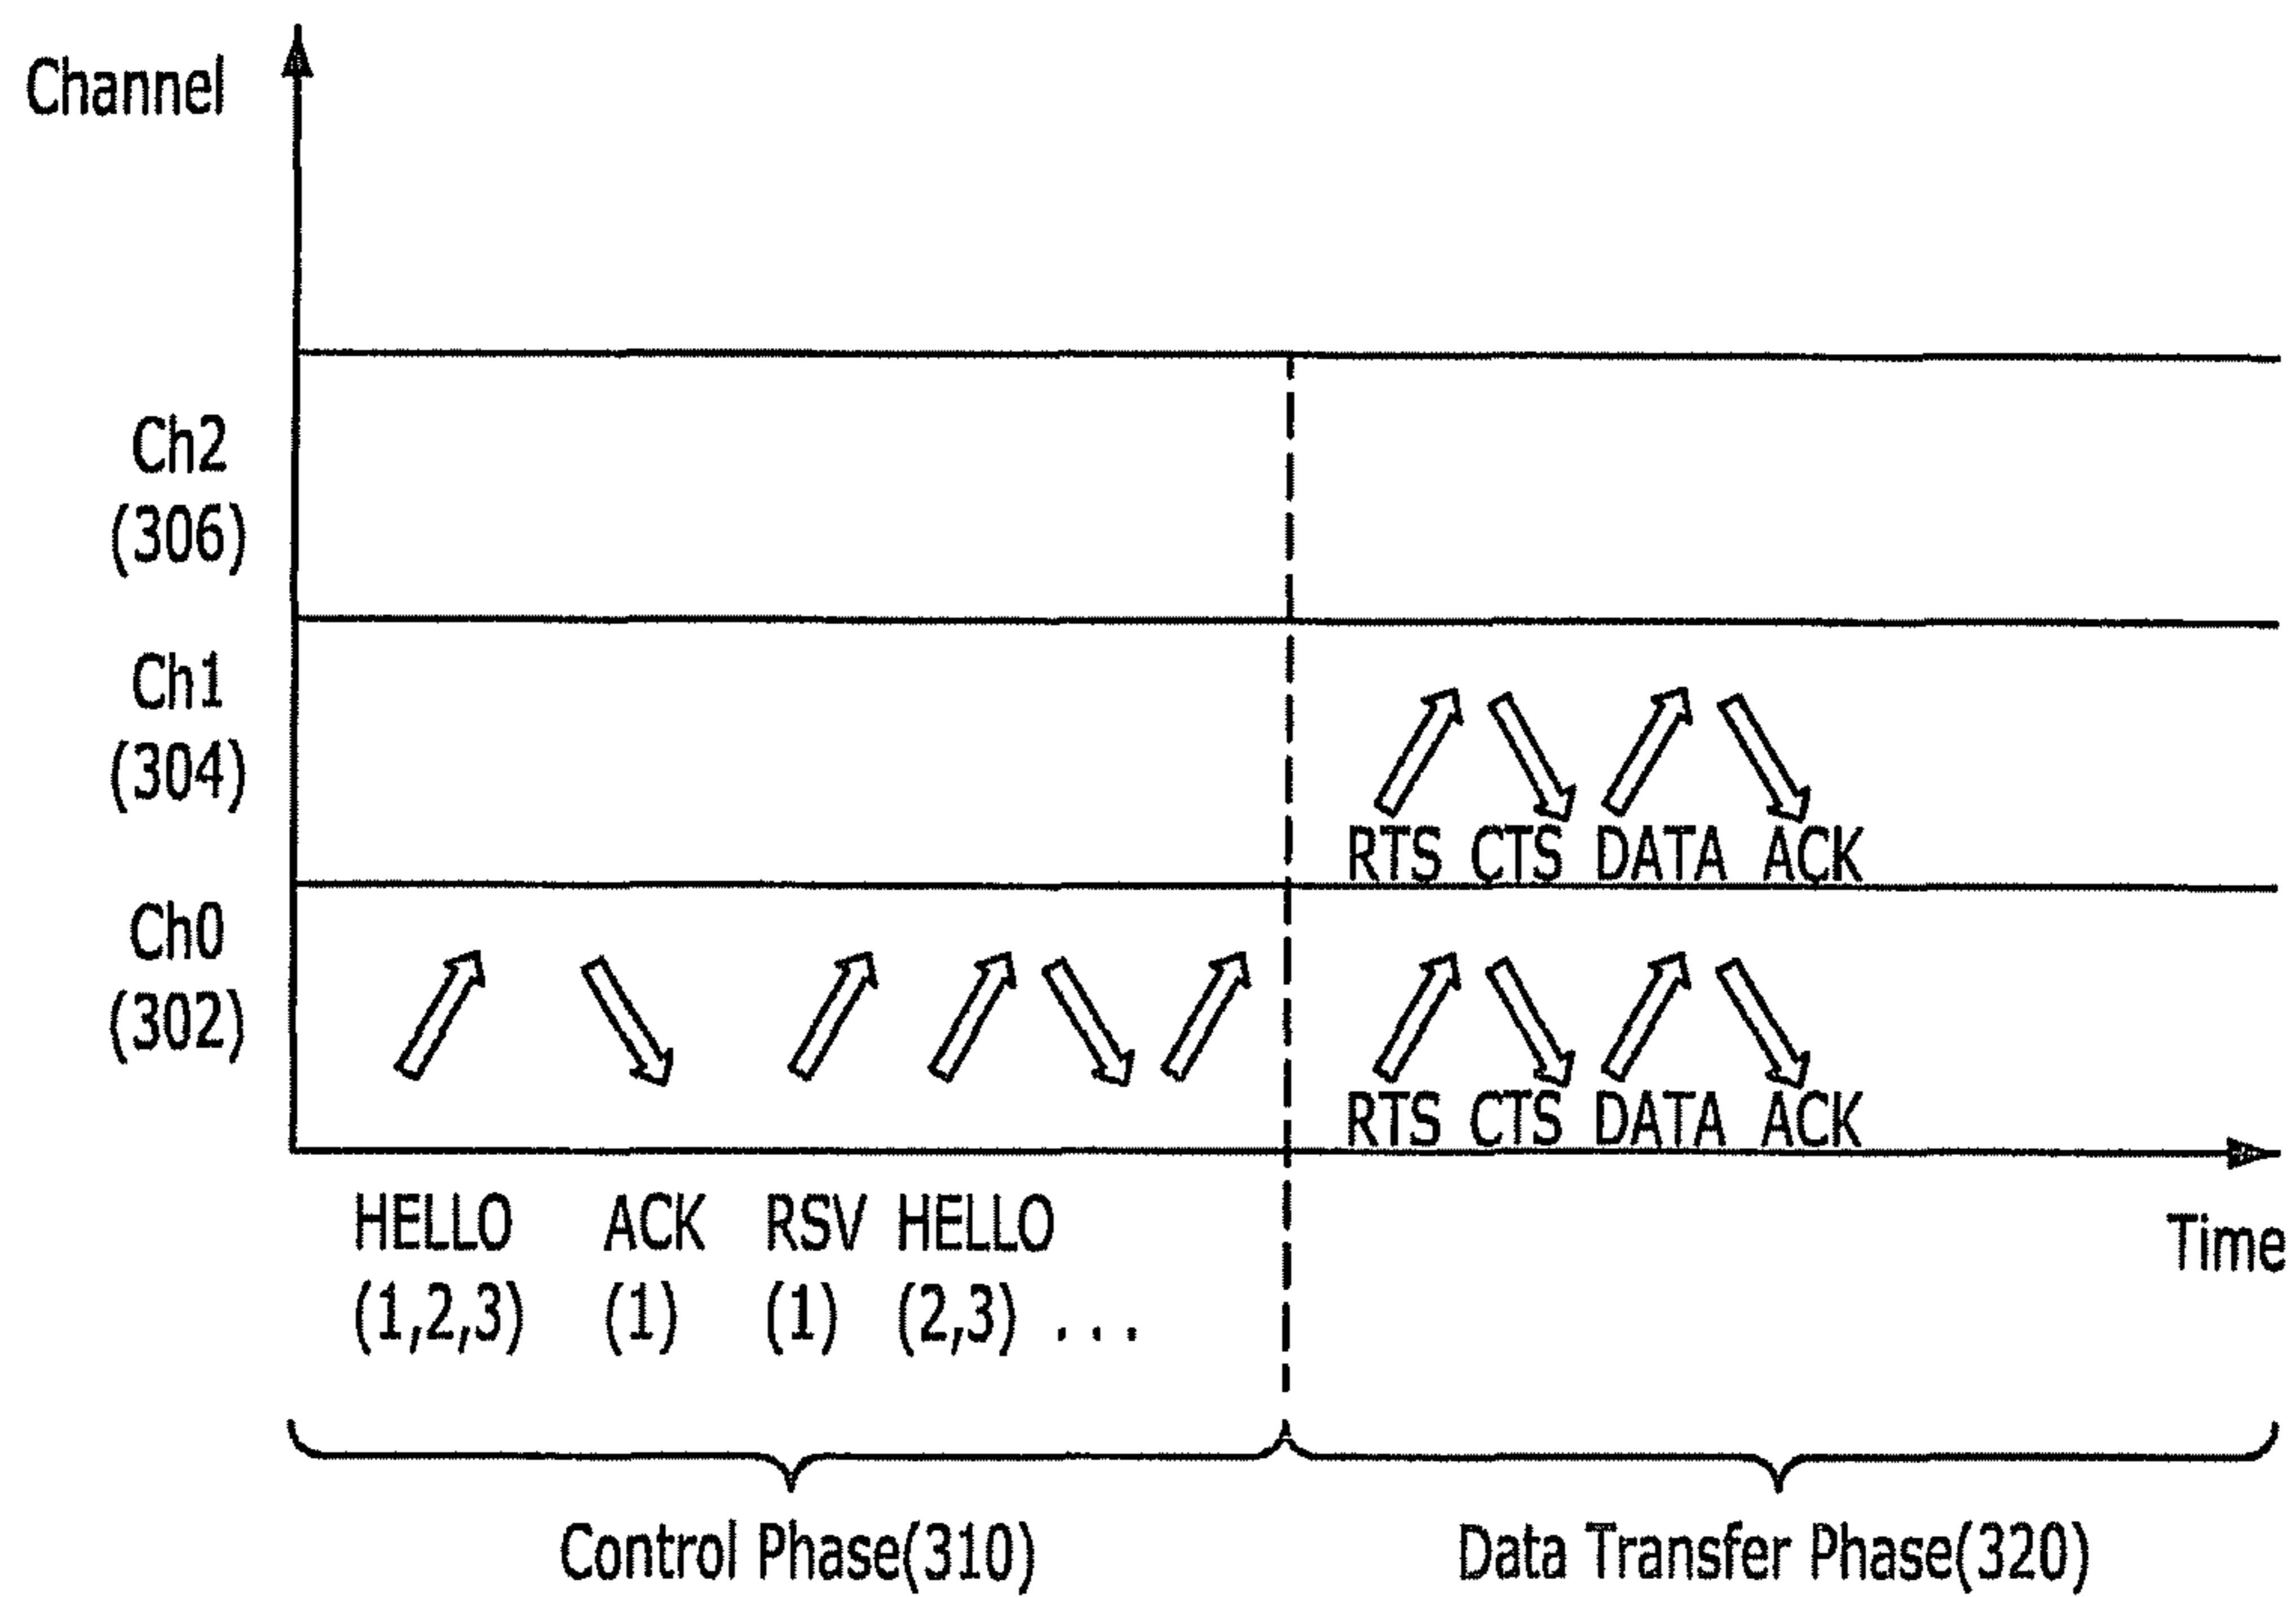 Channel
Ch2
(306)
Ch1
(304)
RTS CTS DATA ACK
Ch0
(302)
RTS CTS DATA ACK
HELLO ACK RSV HELLO
(1,2,3) (1) (1) (2,3) ...
Time
Control Phase(310) Data Transfer Phase(320)